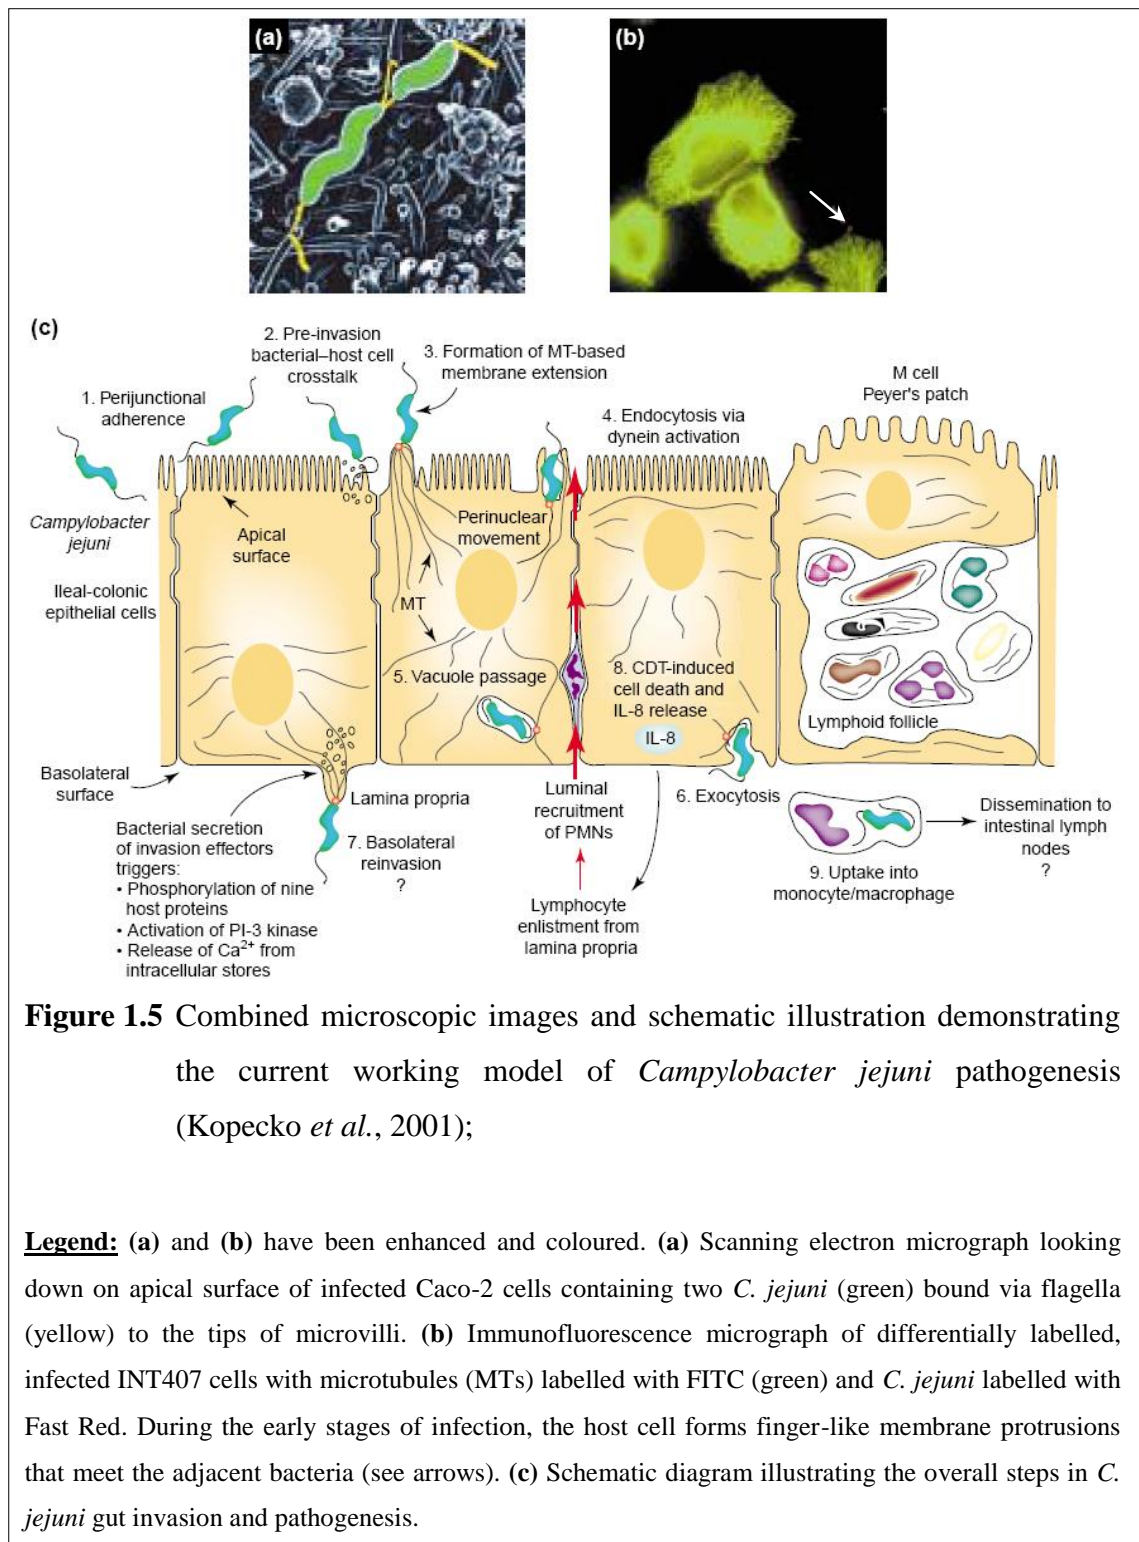 (a)
(b)
(c)
2. Pre-invasion
bacterial–host cell
crosstalk
3. Formation of MT-based
membrane extension
1. Perijunctional
adherence
4. Endocytosis via
dynein activation
M cell
Peyer's patch
Campylobacter
jejuni
Apical
surface
Perinuclear
movement
Ileal-colonic
epithelial cells
MT
5. Vacuole passage
8. CDT-induced
cell death and
IL-8 release
IL-8
Lymphoid follicle
Basolateral
surface
Lamina propria
Bacterial secretion
of invasion effectors
triggers:
• Phosphorylation of nine
host proteins
• Activation of PI-3 kinase
• Release of Ca2+ from
intracellular stores
7. Basolateral
reinvasion
?
Luminal
recruitment
of PMNs
Lymphocyte
enlistment from
lamina propria
6. Exocytosis
9. Uptake into
monocyte/macrophage
Dissemination to
intestinal lymph
nodes
?
Figure 1.5 Combined microscopic images and schematic illustration demonstrating
the current working model of Campylobacter jejuni pathogenesis
(Kopecko et al., 2001);
Legend: (a) and (b) have been enhanced and coloured. (a) Scanning electron micrograph looking
down on apical surface of infected Caco-2 cells containing two C. jejuni (green) bound via flagella
(yellow) to the tips of microvilli. (b) Immunofluorescence micrograph of differentially labelled,
infected INT407 cells with microtubules (MTs) labelled with FITC (green) and C. jejuni labelled with
Fast Red. During the early stages of infection, the host cell forms finger-like membrane protrusions
that meet the adjacent bacteria (see arrows). (c) Schematic diagram illustrating the overall steps in C.
jejuni gut invasion and pathogenesis.